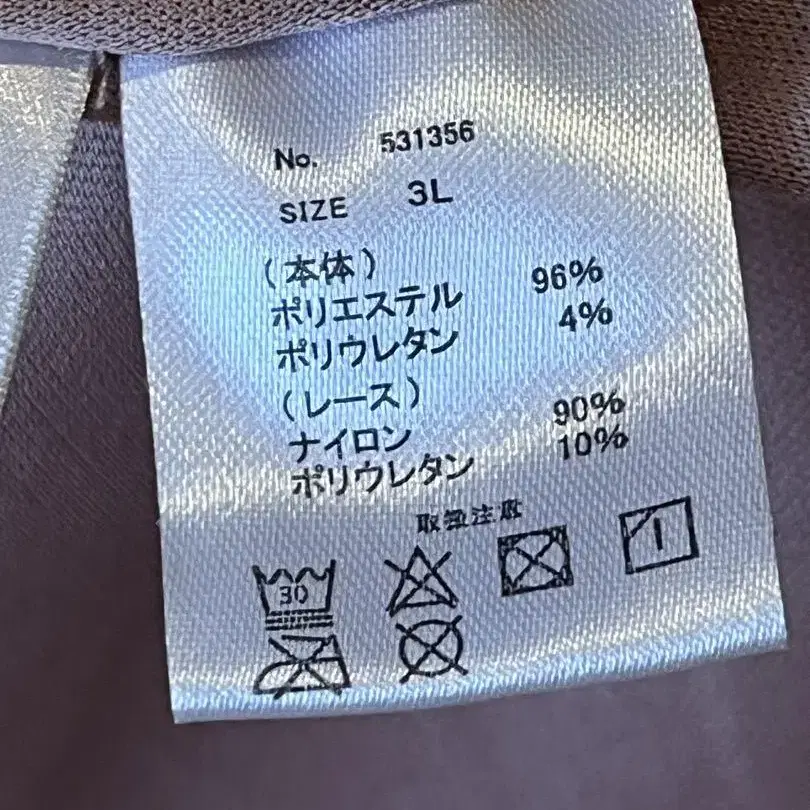 No. 531356
SIZE 3L
(本体)
ポリエステル 96%
ポリウレタン 4%
(レース)
ナイロン 90%
ポリウレタン 10%
取扱注意
30